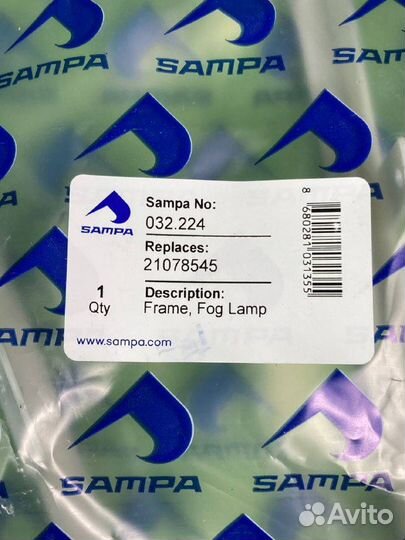 SAMPA
SAMPA
SAMPA
SAMPA
Sampa No:
032.224
Replaces:
21078545
1
Qty
Description:
Frame, Fog Lamp
www.sampa.com
8 680281 031355
SAMPA
SAMPA
SAMPA
Avito